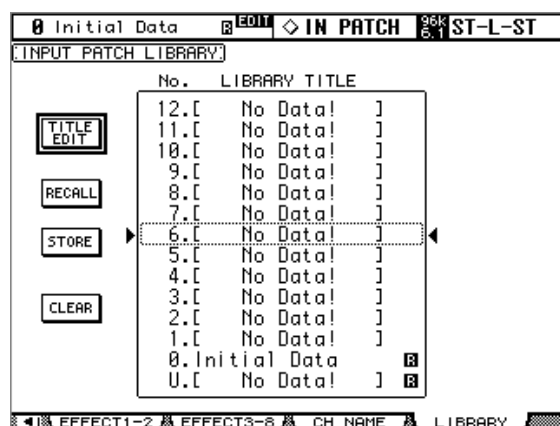 0 Initial Data R EDIT ◇ IN PATCH 96k 6.1 ST-L-ST
INPUT PATCH LIBRARY
No. LIBRARY TITLE
12.[ No Data! ]
TITLE EDIT
11.[ No Data! ]
10.[ No Data! ]
9.[ No Data! ]
RECALL
8.[ No Data! ]
7.[ No Data! ]
6.[ No Data! ]
STORE
5.[ No Data! ]
4.[ No Data! ]
3.[ No Data! ]
CLEAR
2.[ No Data! ]
1.[ No Data! ]
0.Initial Data R
U.[ No Data! ] R
EFFECT1-2 EFFECT3-8 CH NAME LIBRARY